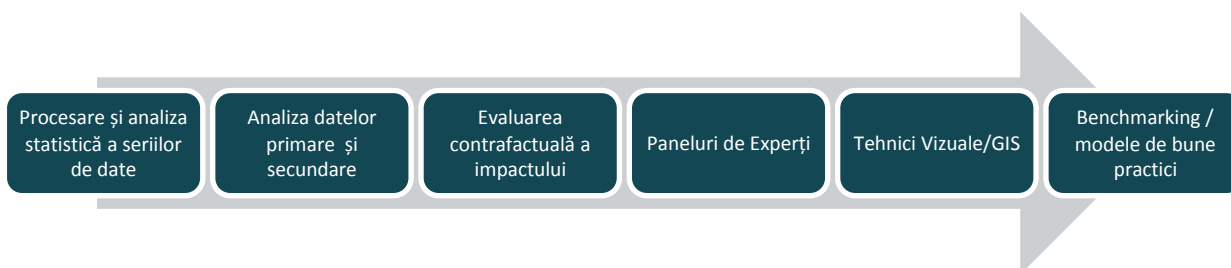 Procesare și analiza
statistică a seriilor
de date
Analiza datelor
primare și
secundare
Evaluarea
contrafactuală a
impactului
Paneluri de Experți
Tehnici Vizuale/GIS
Benchmarking /
modele de bune
practici